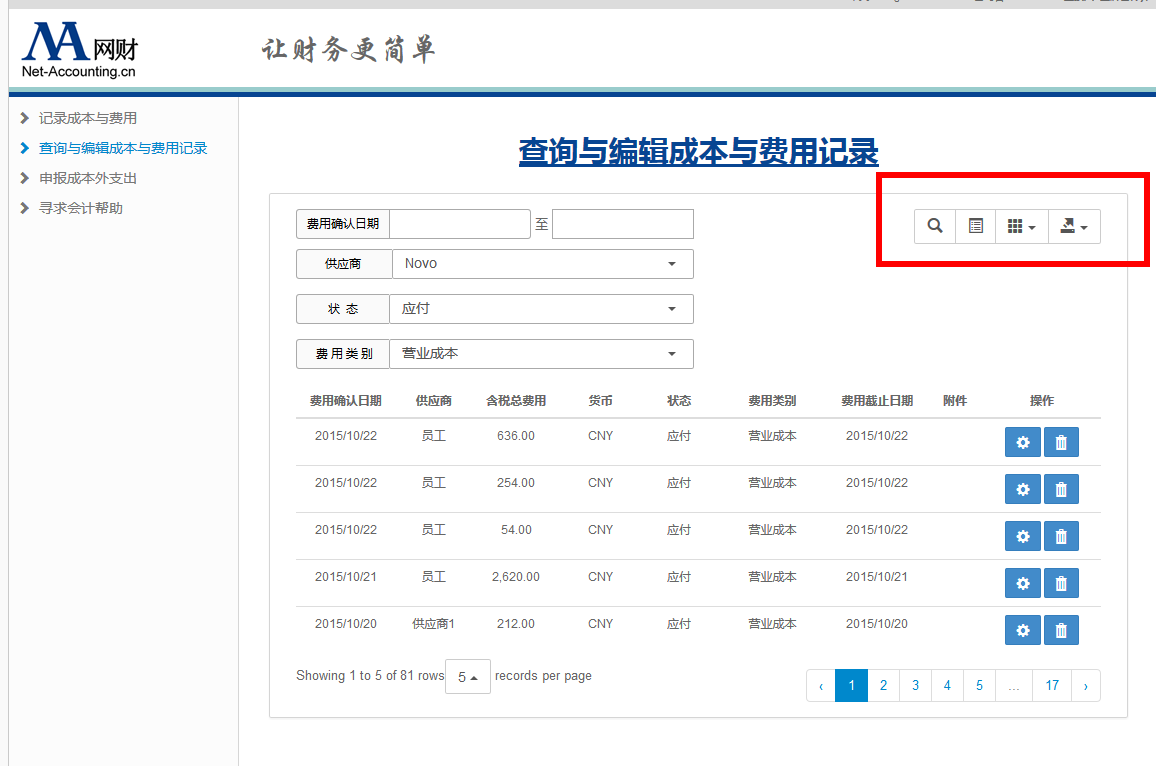 网财
Net-Accounting.cn
让财务更简单
记录成本与费用
查询与编辑成本与费用记录
申报成本外支出
寻求会计帮助
查询与编辑成本与费用记录
费用确认日期 至
供应商 Novo
状 态 应付
费 用 类 别 营业成本
费用确认日期 供应商 含税总费用 货币 状态 费用类别 费用截止日期 附件 操作
2015/10/22 员工 636.00 CNY 应付 营业成本 2015/10/22
2015/10/22 员工 254.00 CNY 应付 营业成本 2015/10/22
2015/10/22 员工 54.00 CNY 应付 营业成本 2015/10/22
2015/10/21 员工 2,620.00 CNY 应付 营业成本 2015/10/21
2015/10/20 供应商1 212.00 CNY 应付 营业成本 2015/10/20
Showing 1 to 5 of 81 rows 5 records per page
‹ 1 2 3 4 5 ... 17 ›